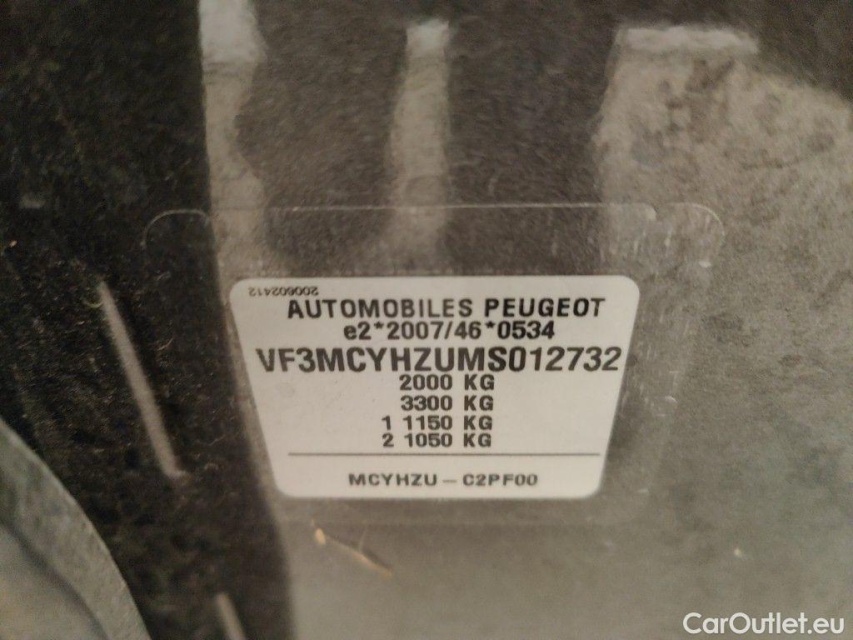 200602412
AUTOMOBILES PEUGEOT
e2*2007/46*0534
VF3MCYHZUMS012732
2000 KG
3300 KG
1 1150 KG
2 1050 KG
MCYHZU – C2PF00
CarOutlet.eu